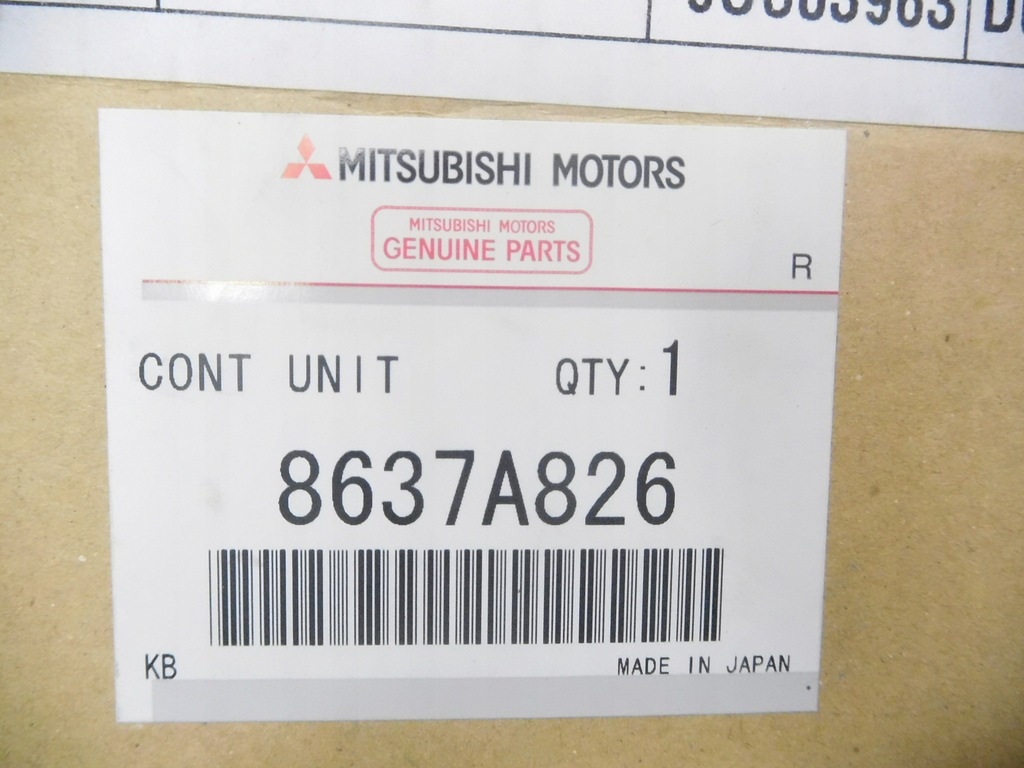 MITSUBISHI MOTORS
MITSUBISHI MOTORS
GENUINE PARTS
R
CONT UNIT QTY:1
8637A826
KB MADE IN JAPAN